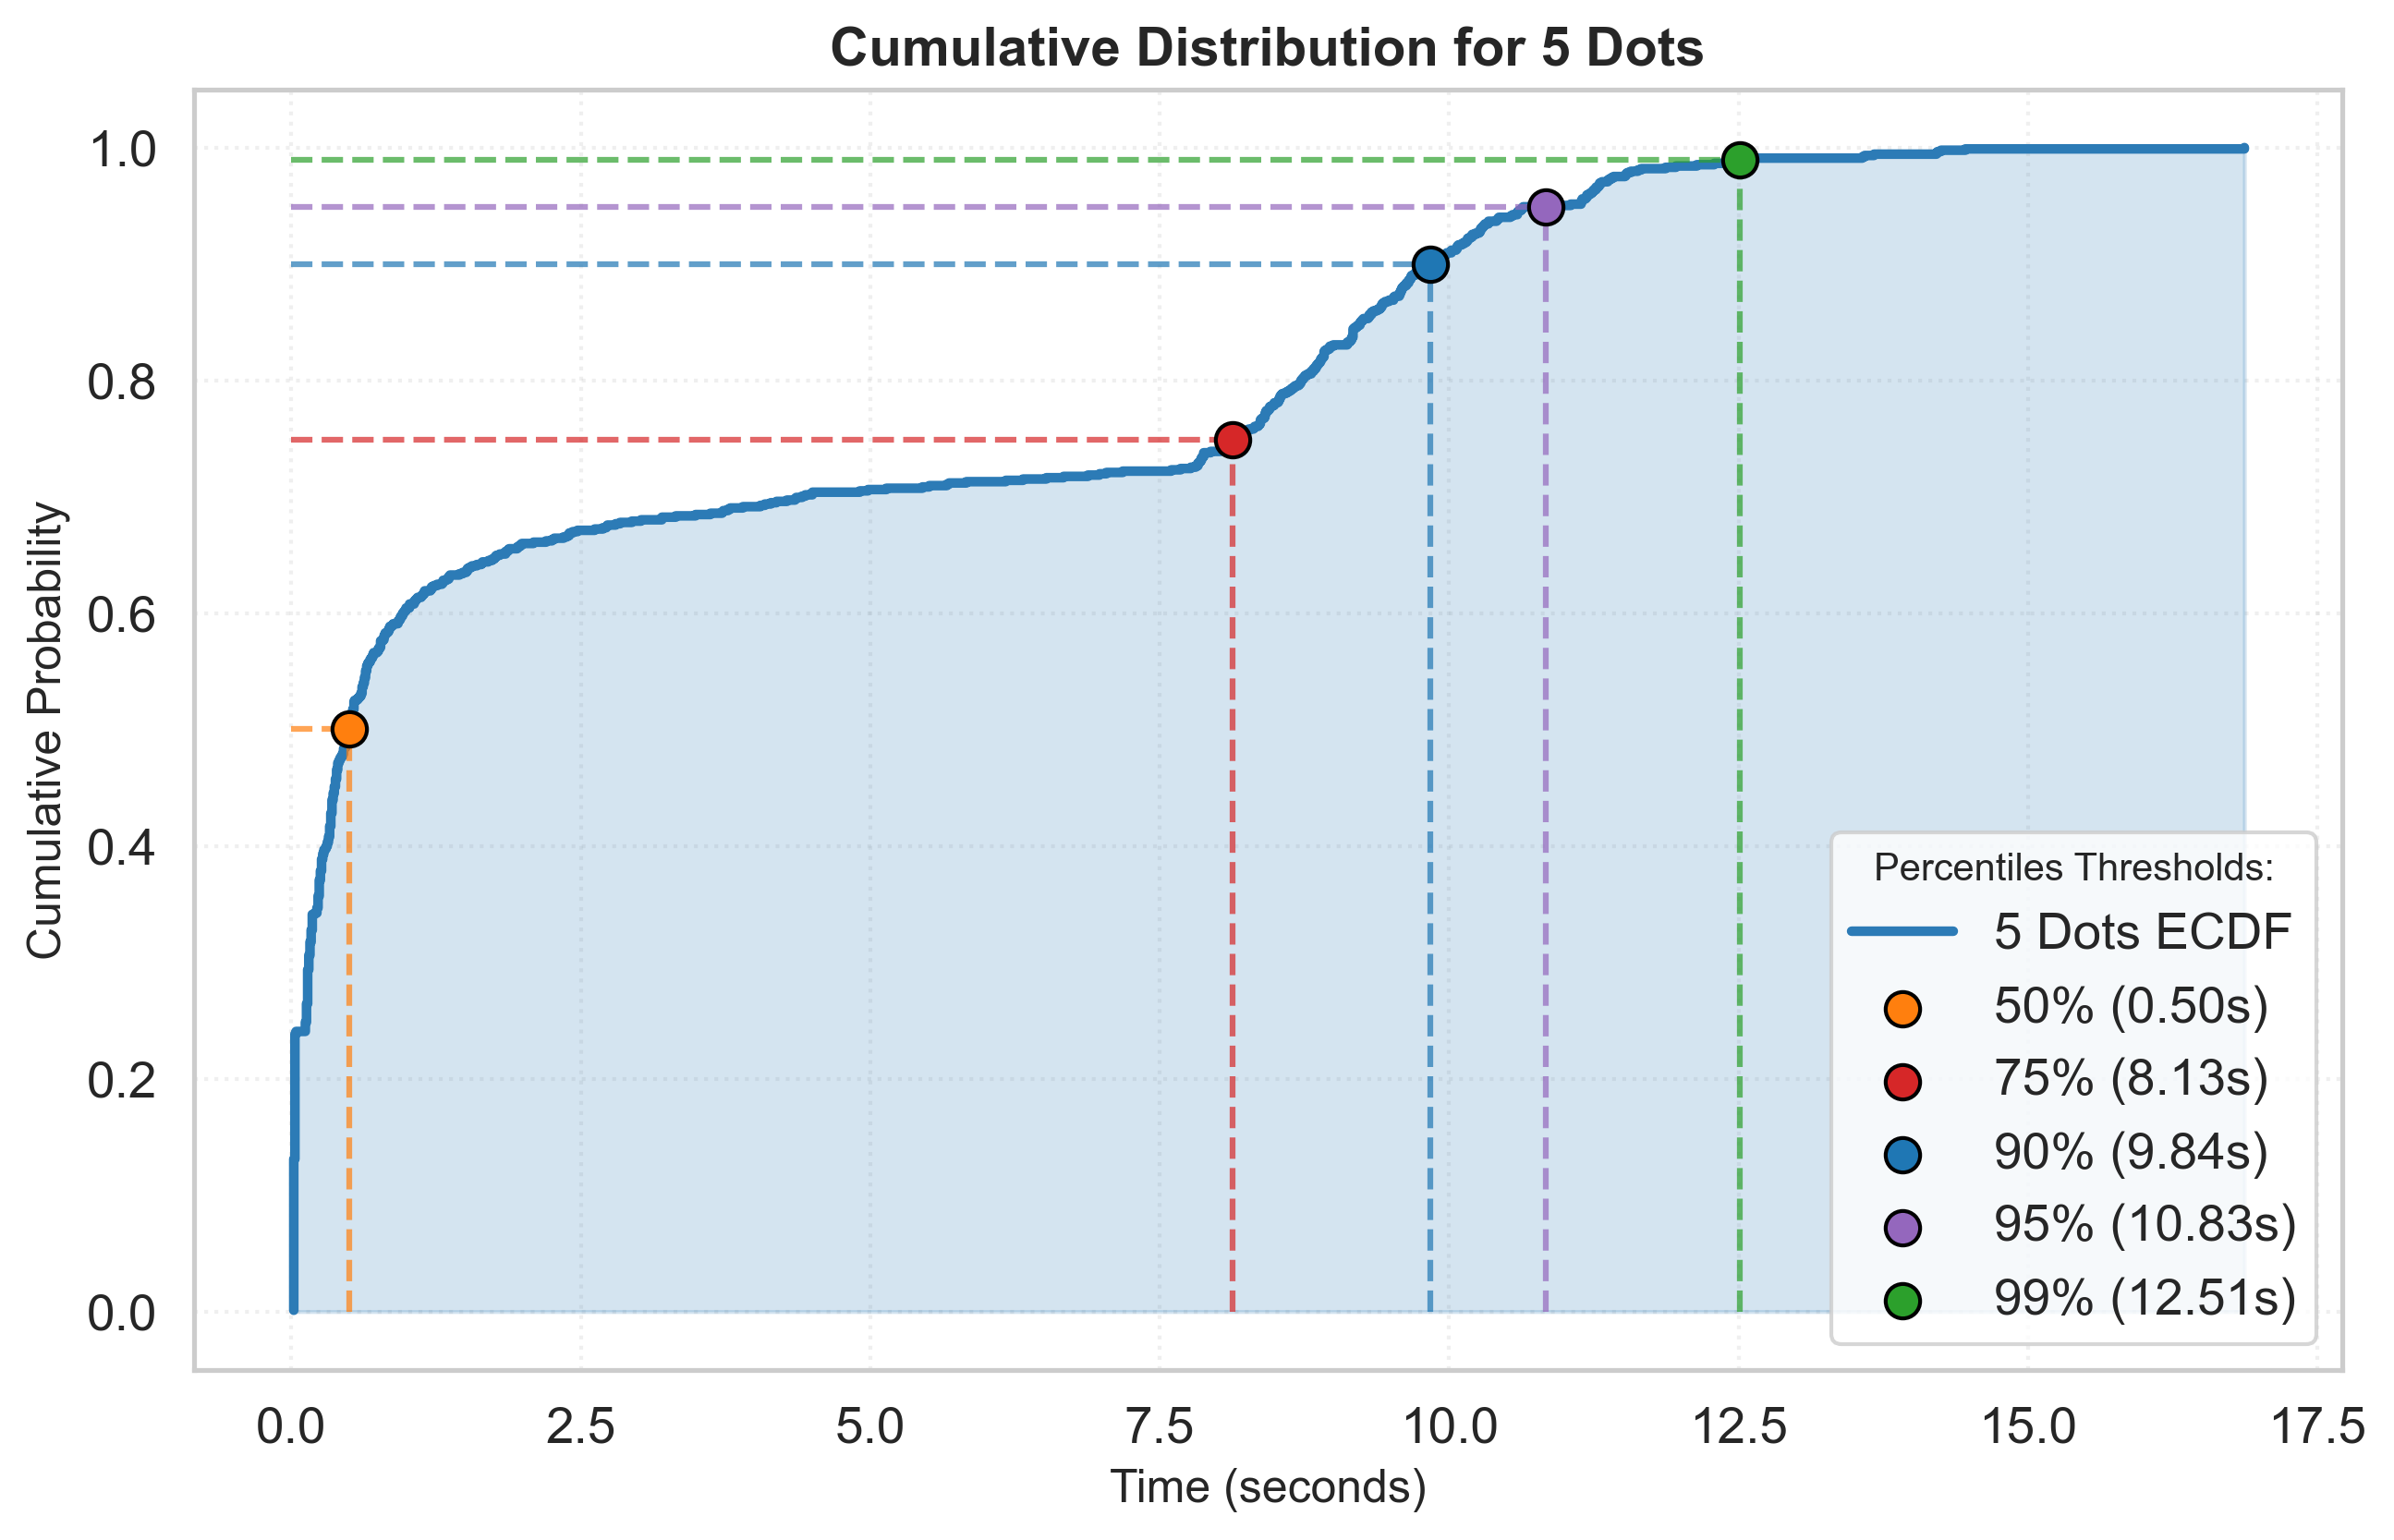 Cumulative Distribution for 5 Dots
Cumulative Probability
1.0
0.8
0.6
0.4
0.2
0.0
0.0 2.5 5.0 7.5 10.0 12.5 15.0 17.5
Time (seconds)
Percentiles Thresholds:
5 Dots ECDF
50% (0.50s)
75% (8.13s)
90% (9.84s)
95% (10.83s)
99% (12.51s)